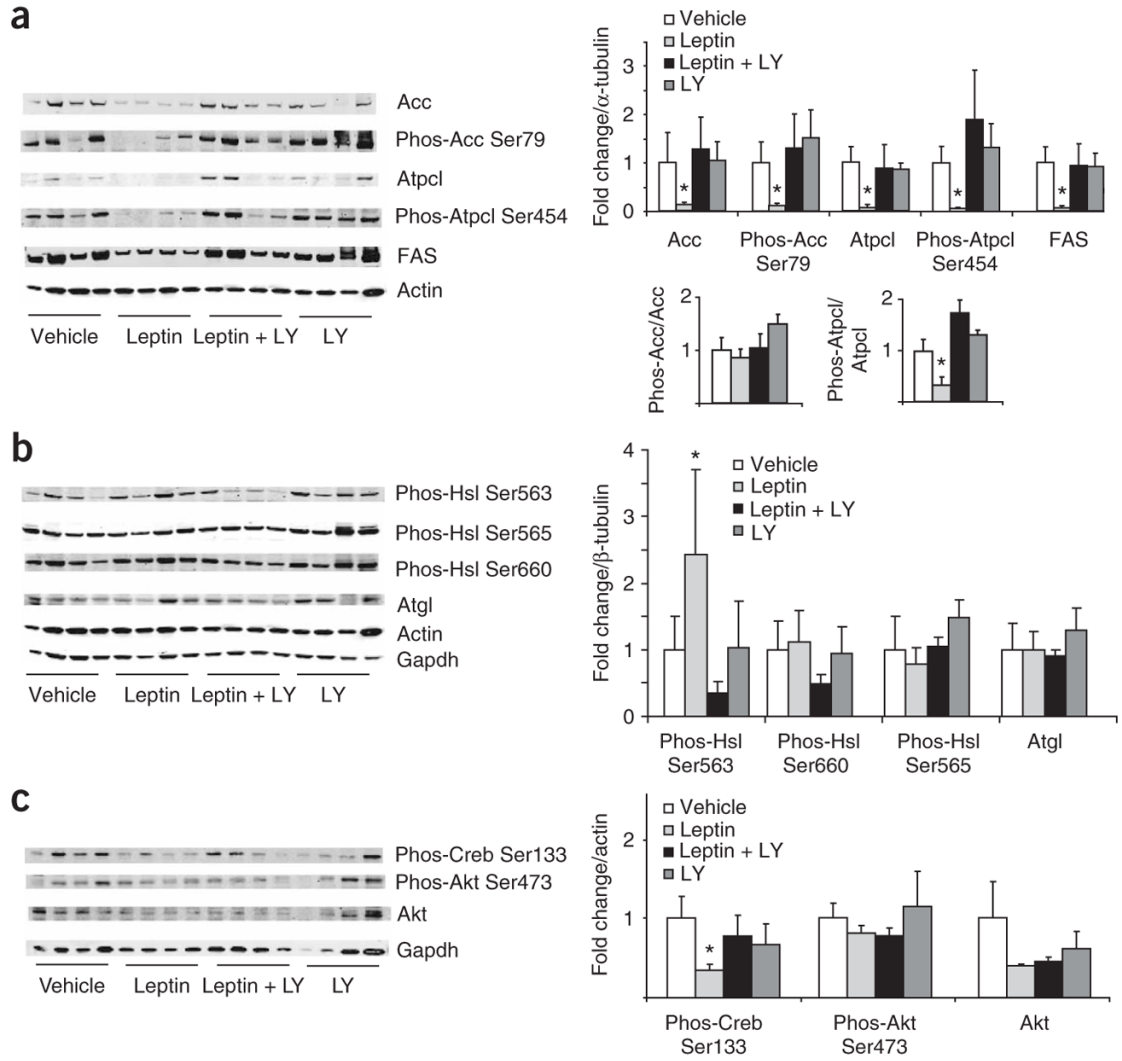 a
Acc
Phos-Acc Ser79
Atpcl
Phos-Atpcl Ser454
FAS
Actin
Vehicle Leptin Leptin + LY LY
Vehicle
Leptin
Leptin + LY
LY
Fold change/α-tubulin
3
2
1
0
* * * * *
Acc Phos-Acc Ser79 Atpcl Phos-Atpcl Ser454 FAS
Phos-Acc/Acc
2
1
Phos-Atpcl/
Atpcl
2
1
*
b
Phos-Hsl Ser563
Phos-Hsl Ser565
Phos-Hsl Ser660
Atgl
Actin
Gapdh
Vehicle Leptin Leptin + LY LY
Vehicle
Leptin
Leptin + LY
LY
Fold change/β-tubulin
4
3
2
1
0
*
Phos-Hsl Ser563 Phos-Hsl Ser660 Phos-Hsl Ser565 Atgl
c
Phos-Creb Ser133
Phos-Akt Ser473
Akt
Gapdh
Vehicle Leptin Leptin + LY LY
Vehicle
Leptin
Leptin + LY
LY
Fold change/actin
2
1
0
*
Phos-Creb Ser133 Phos-Akt Ser473 Akt